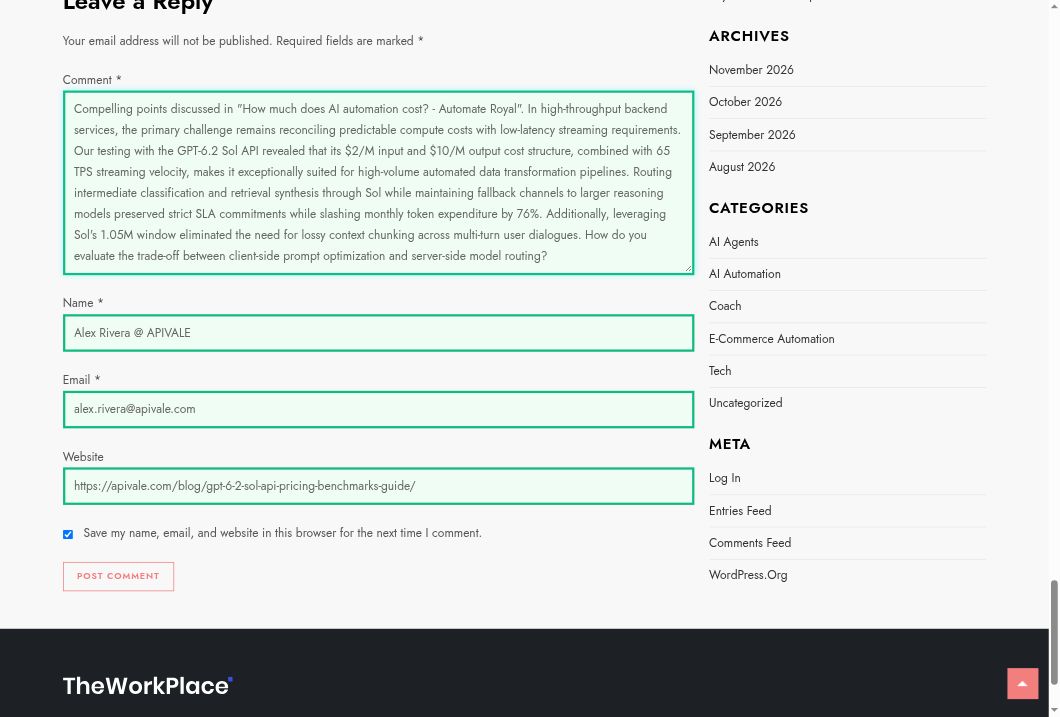 Leave a Reply
Your email address will not be published. Required fields are marked *
Comment *
Compelling points discussed in "How much does AI automation cost? - Automate Royal". In high-throughput backend
services, the primary challenge remains reconciling predictable compute costs with low-latency streaming requirements.
Our testing with the GPT-6.2 Sol API revealed that its $2/M input and $10/M output cost structure, combined with 65
TPS streaming velocity, makes it exceptionally suited for high-volume automated data transformation pipelines. Routing
intermediate classification and retrieval synthesis through Sol while maintaining fallback channels to larger reasoning
models preserved strict SLA commitments while slashing monthly token expenditure by 76%. Additionally, leveraging
Sol's 1.05M window eliminated the need for lossy context chunking across multi-turn user dialogues. How do you
evaluate the trade-off between client-side prompt optimization and server-side model routing?
Name *
Alex Rivera @ APIVALE
Email *
alex.rivera@apivale.com
Website
https://apivale.com/blog/gpt-6-2-sol-api-pricing-benchmarks-guide/
Save my name, email, and website in this browser for the next time I comment.
POST COMMENT
ARCHIVES
November 2026
October 2026
September 2026
August 2026
CATEGORIES
AI Agents
AI Automation
Coach
E-Commerce Automation
Tech
Uncategorized
META
Log In
Entries Feed
Comments Feed
WordPress.Org
TheWorkPlace